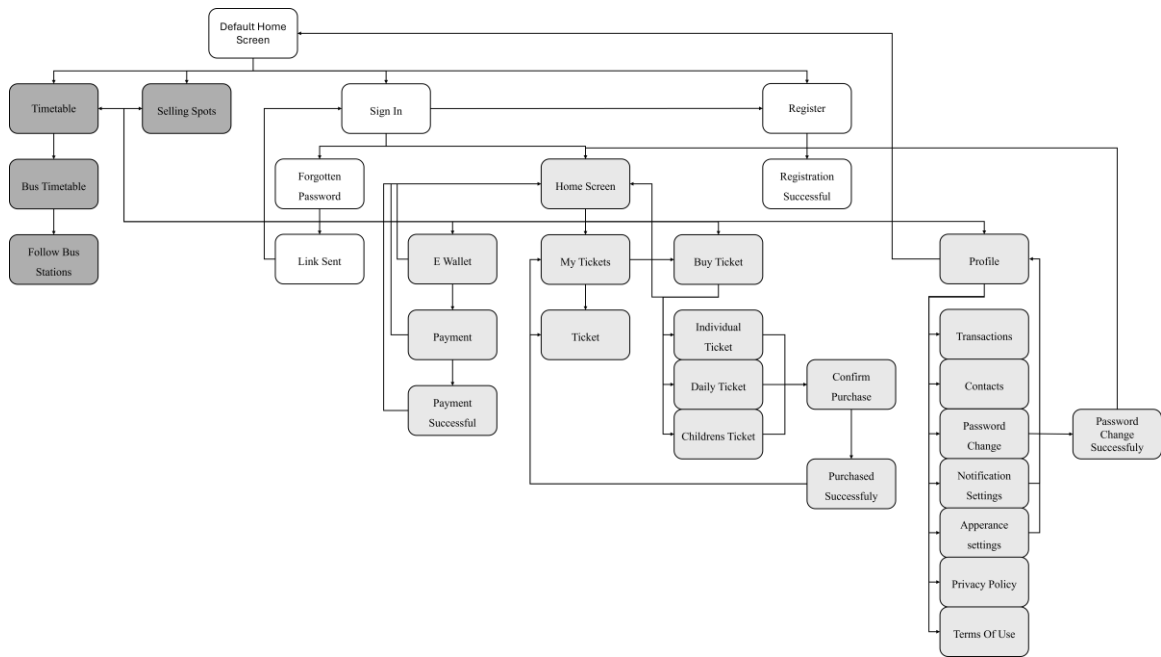 Default Home
Screen
Timetable
Selling Spots
Sign In
Register
Bus Timetable
Forgotten
Password
Home Screen
Registration
Successful
Follow Bus
Stations
Link Sent
E Wallet
My Tickets
Buy Ticket
Profile
Payment
Ticket
Individual
Ticket
Transactions
Payment
Successful
Daily Ticket
Confirm
Purchase
Contacts
Childrens Ticket
Password
Change
Password
Change
Successfuly
Purchased
Successfuly
Notification
Settings
Apperance
settings
Privacy Policy
Terms Of Use